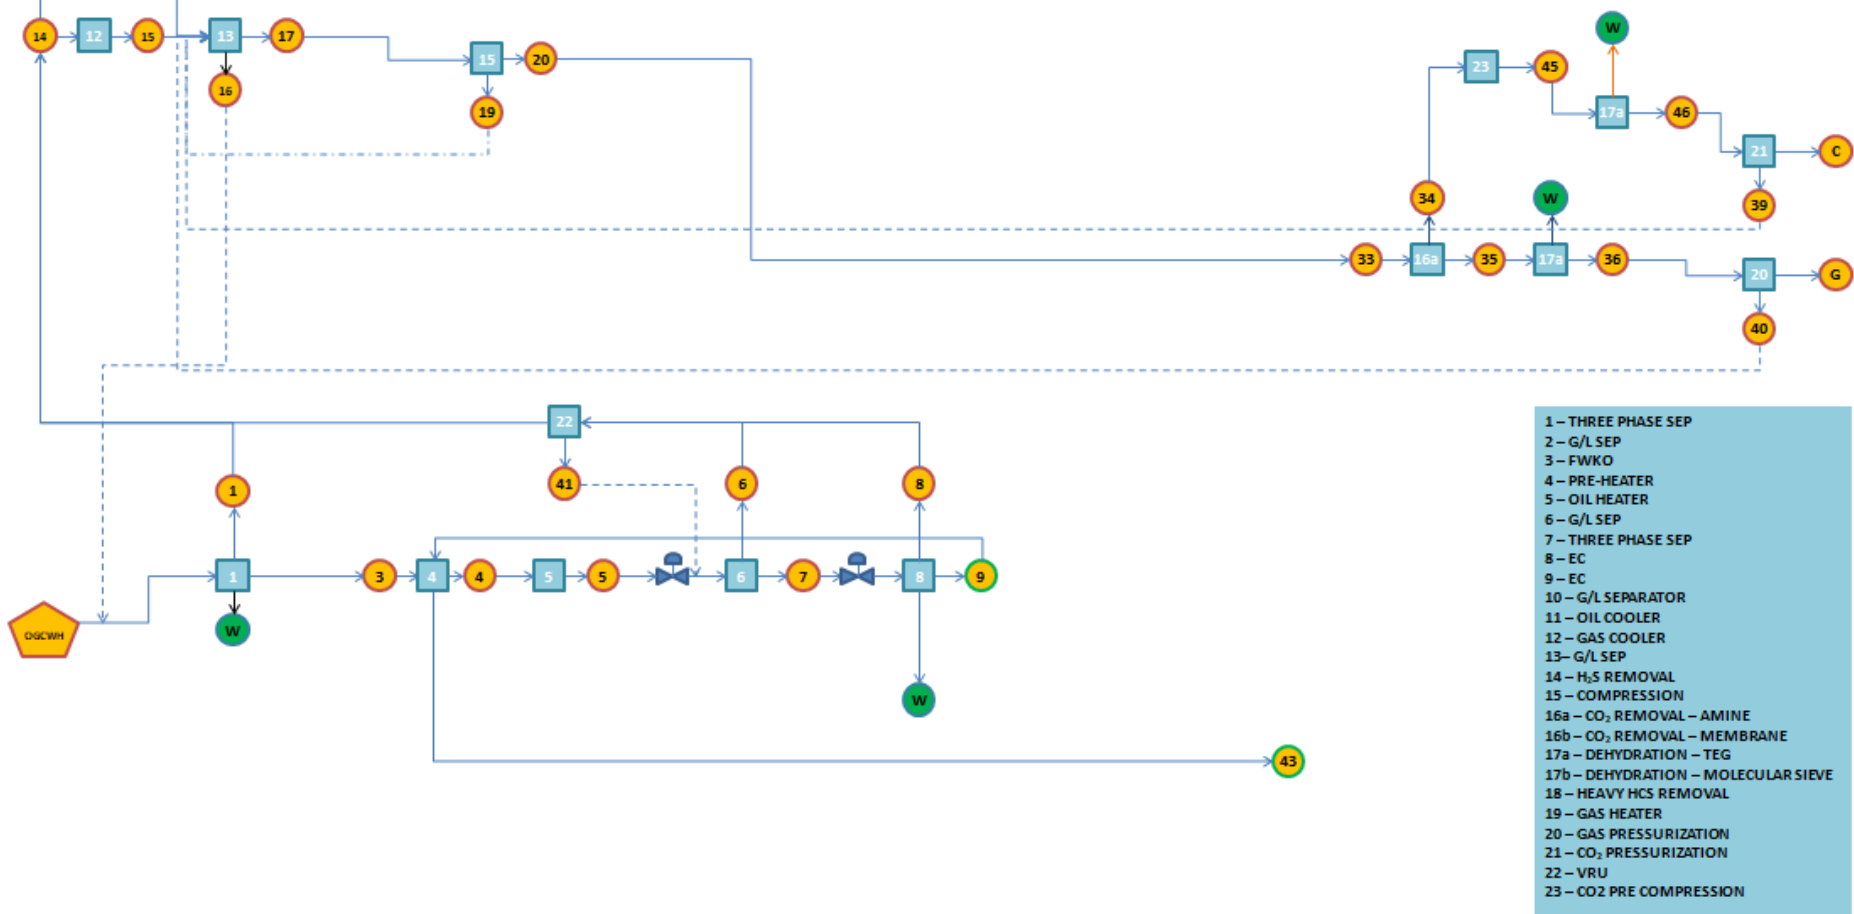 14
12
15
13
17
16
15
20
19
W
23
45
17a
46
21
C
39
34
W
33
16a
35
17a
36
20
G
40
22
41
6
8
1
OGCWH
1
W
3
4
4
5
5
6
7
8
9
W
43
1 – THREE PHASE SEP
2 – G/L SEP
3 – FWKO
4 – PRE-HEATER
5 – OIL HEATER
6 – G/L SEP
7 – THREE PHASE SEP
8 – EC
9 – EC
10 – G/L SEPARATOR
11 – OIL COOLER
12 – GAS COOLER
13– G/L SEP
14 – H₂S REMOVAL
15 – COMPRESSION
16a – CO₂ REMOVAL – AMINE
16b – CO₂ REMOVAL – MEMBRANE
17a – DEHYDRATION – TEG
17b – DEHYDRATION – MOLECULAR SIEVE
18 – HEAVY HCS REMOVAL
19 – GAS HEATER
20 – GAS PRESSURIZATION
21 – CO₂ PRESSURIZATION
22 – VRU
23 – CO2 PRE COMPRESSION